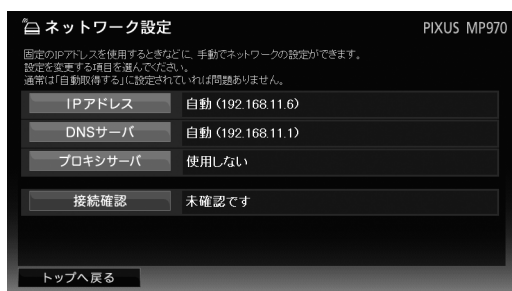 ネットワーク設定 PIXUS MP970
固定のIPアドレスを使用するときなどに、手動でネットワークの設定ができます。
設定を変更する項目を選んでください。
通常は「自動取得する」に設定されていれば問題ありません。
IPアドレス 自動(192.168.11.6)
DNSサーバ 自動(192.168.11.1)
プロキシサーバ 使用しない
接続確認 未確認です
トップへ戻る